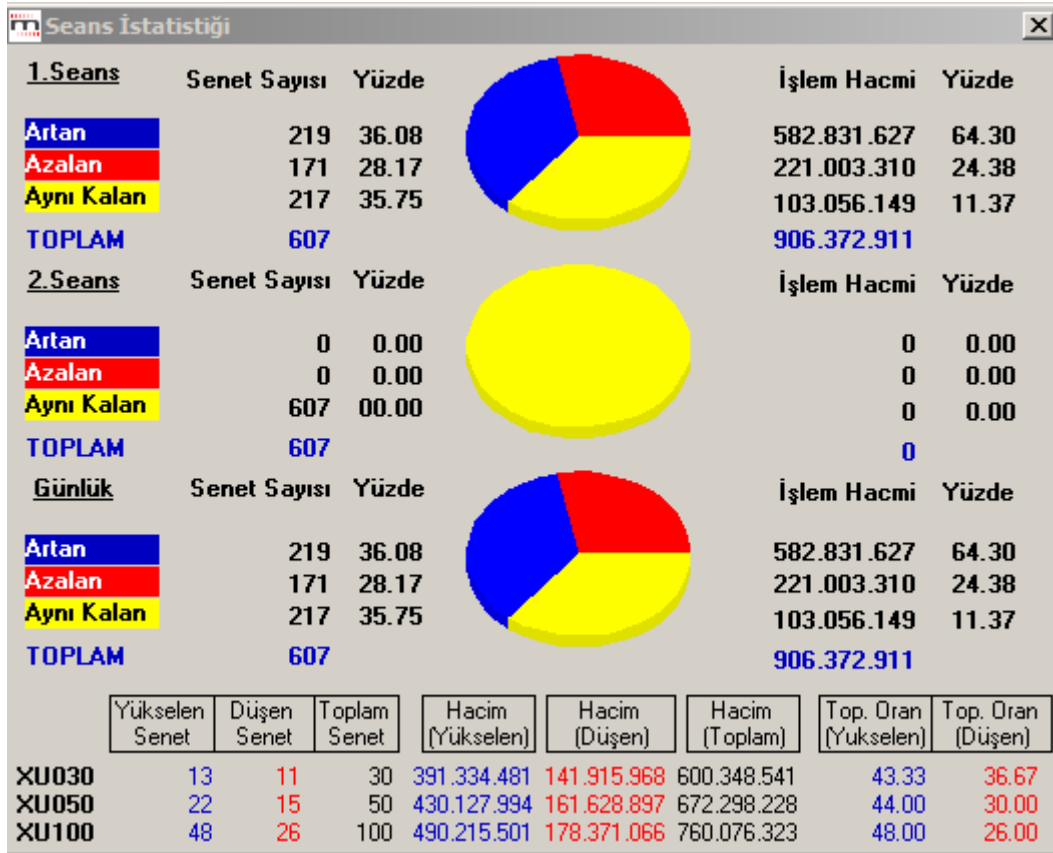 Seans İstatistiği
1.Seans Senet Sayısı Yüzde İşlem Hacmi Yüzde
Artan 219 36.08 582.831.627 64.30
Azalan 171 28.17 221.003.310 24.38
Aynı Kalan 217 35.75 103.056.149 11.37
TOPLAM 607 906.372.911
2.Seans Senet Sayısı Yüzde İşlem Hacmi Yüzde
Artan 0 0.00 0 0.00
Azalan 0 0.00 0 0.00
Aynı Kalan 607 00.00 0 0.00
TOPLAM 607 0
Günlük Senet Sayısı Yüzde İşlem Hacmi Yüzde
Artan 219 36.08 582.831.627 64.30
Azalan 171 28.17 221.003.310 24.38
Aynı Kalan 217 35.75 103.056.149 11.37
TOPLAM 607 906.372.911
Yükselen Düşen Toplam Hacim Hacim Hacim Top. Oran Top. Oran
Senet Senet Senet (Yükselen) (Düşen) (Toplam) (Yukselen) (Düşen)
XU030 13 11 30 391.334.481 141.915.968 600.348.541 43.33 36.67
XU050 22 15 50 430.127.994 161.628.897 672.298.228 44.00 30.00
XU100 48 26 100 490.215.501 178.371.066 760.076.323 48.00 26.00